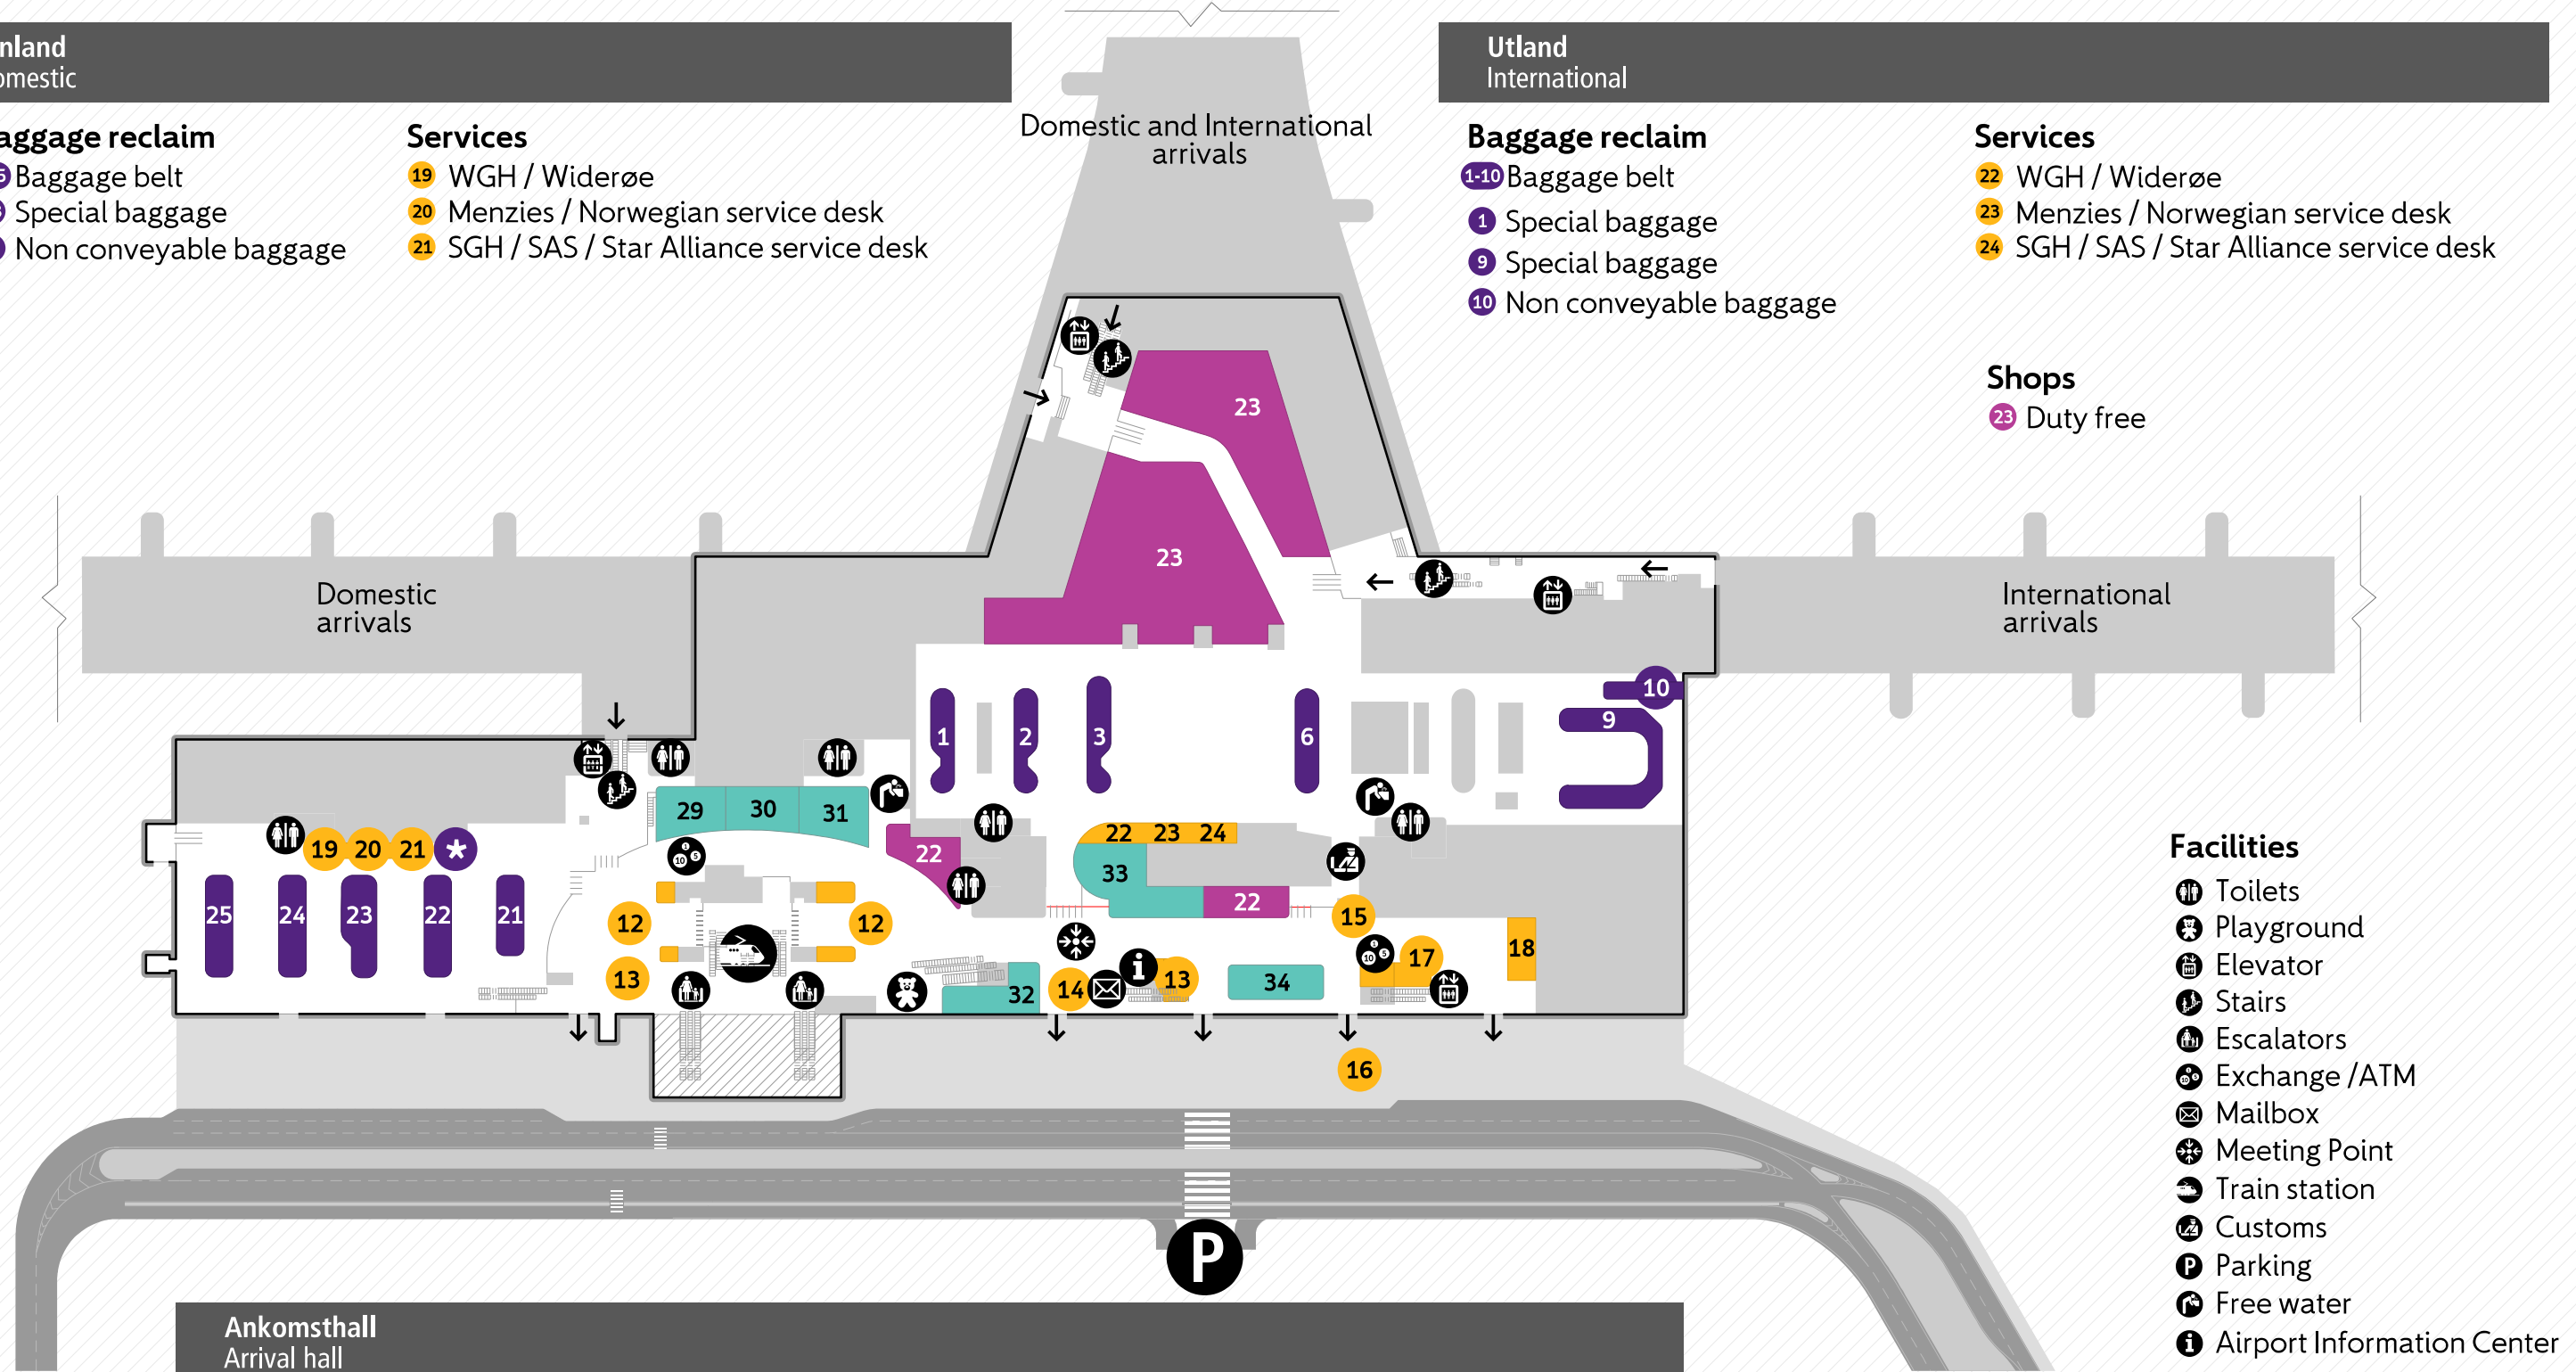 nland
omestic
aggage reclaim
5 Baggage belt
Special baggage
Non conveyable baggage
Services
19 WGH / Widerøe
20 Menzies / Norwegian service desk
21 SGH / SAS / Star Alliance service desk
Domestic and International
arrivals
Utland
International
Baggage reclaim
1-10 Baggage belt
1 Special baggage
9 Special baggage
10 Non conveyable baggage
Services
22 WGH / Widerøe
23 Menzies / Norwegian service desk
24 SGH / SAS / Star Alliance service desk
Shops
23 Duty free
23
23
Domestic
arrivals
International
arrivals
10
9
1 2 3 6
29 30 31
22
22 23 24
33
22
19 20 21 *
25 24 23 22 21
12 12
13
15
17
18
32
14
i
13
34
16
P
Facilities
Toilets
Playground
Elevator
Stairs
Escalators
Exchange /ATM
Mailbox
Meeting Point
Train station
Customs
P Parking
Free water
i Airport Information Center
Ankomsthall
Arrival hall